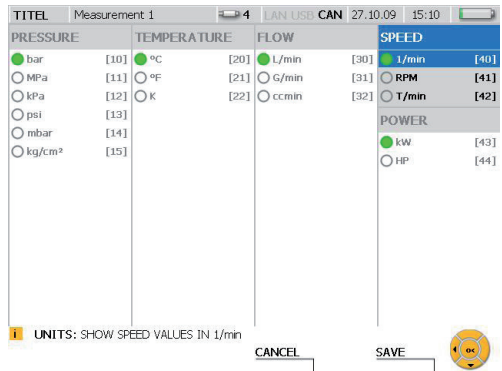 TITEL Measurement 1 4 LAN USB CAN 27.10.09 15:10
PRESSURE TEMPERATURE FLOW SPEED
bar [10] °C [20] L/min [30] 1/min [40]
MPa [11] °F [21] G/min [31] RPM [41]
kPa [12] K [22] ccmin [32] T/min [42]
psi [13]
POWER
mbar [14]
kW [43]
kg/cm² [15]
HP [44]
i UNITS: SHOW SPEED VALUES IN 1/min
CANCEL SAVE
OK